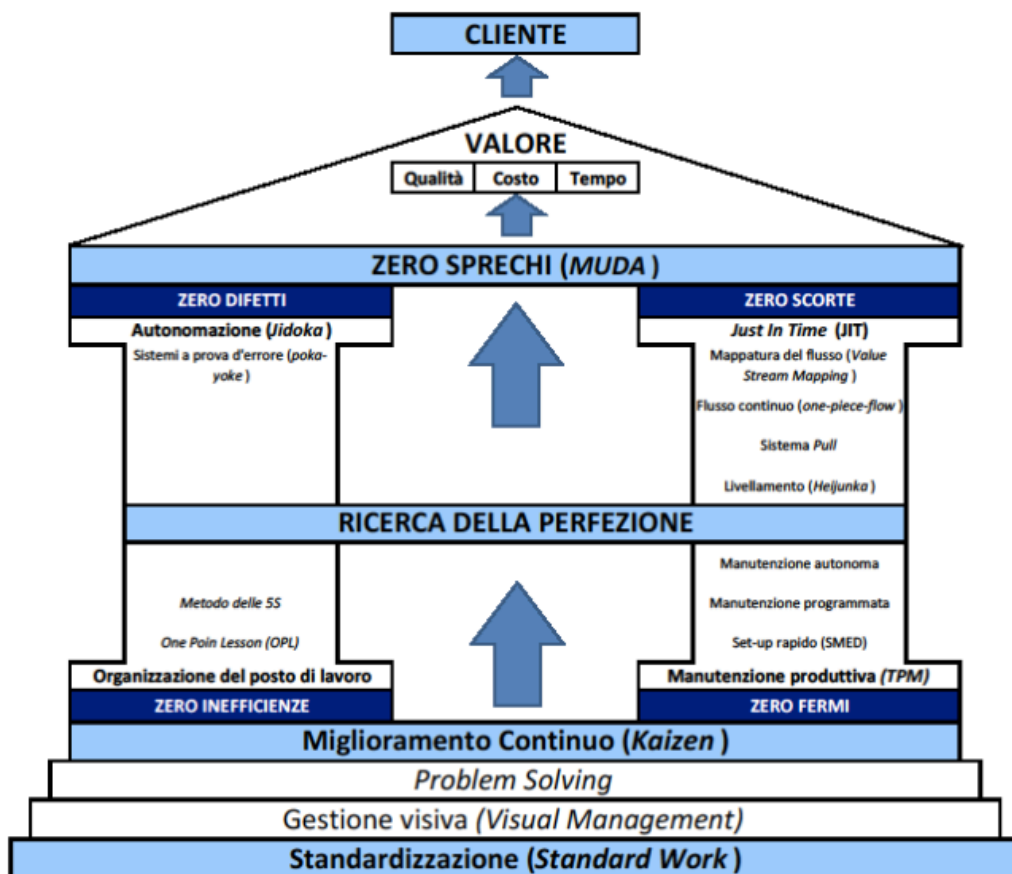 CLIENTE
VALORE
Qualità Costo Tempo
ZERO SPRECHI (MUDA )
ZERO DIFETTI
Autonomazione (Jidoka )
Sistemi a prova d'errore (poka-
yoke )
ZERO SCORTE
Just In Time (JIT)
Mappatura del flusso (Value
Stream Mapping )
Flusso continuo (one-piece-flow )
Sistema Pull
Livellamento (Heijunka )
RICERCA DELLA PERFEZIONE
Metodo delle 5S
One Poin Lesson (OPL)
Organizzazione del posto di lavoro
ZERO INEFFICIENZE
Manutenzione autonoma
Manutenzione programmata
Set-up rapido (SMED)
Manutenzione produttiva (TPM)
ZERO FERMI
Miglioramento Continuo (Kaizen )
Problem Solving
Gestione visiva (Visual Management)
Standardizzazione (Standard Work )